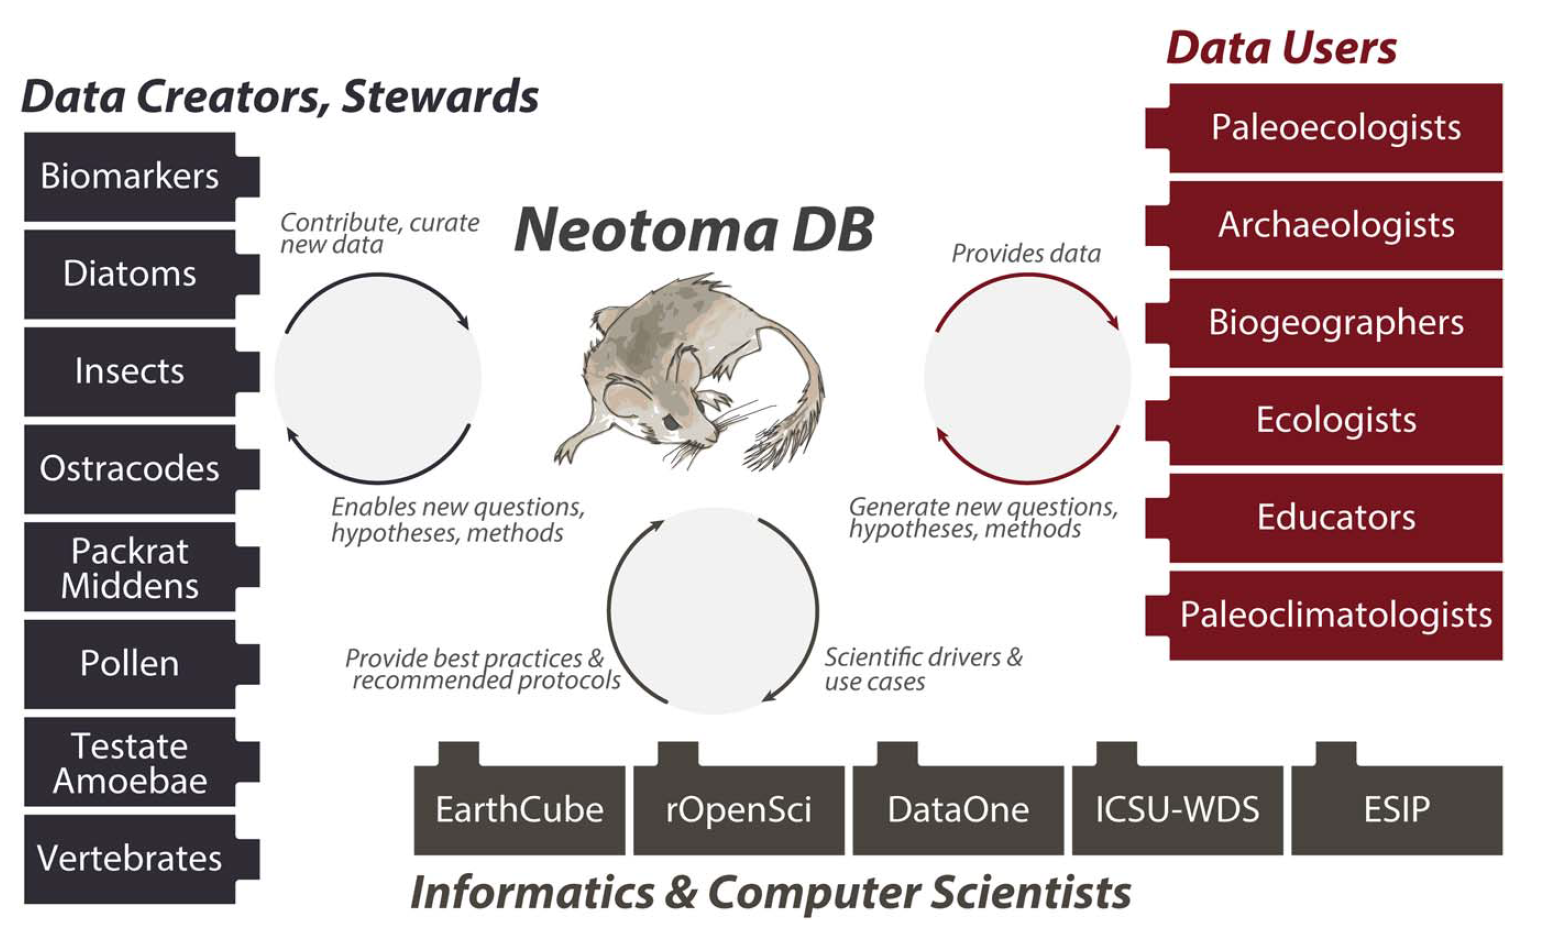 Data Creators, Stewards
Biomarkers
Diatoms
Insects
Ostracodes
Packrat
Middens
Pollen
Testate
Amoebae
Vertebrates
Contribute, curate
new data
Enables new questions,
hypotheses, methods
Neotoma DB
Provides data
Generate new questions,
hypotheses, methods
Data Users
Paleoecologists
Archaeologists
Biogeographers
Ecologists
Educators
Paleoclimatologists
Provide best practices &
recommended protocols
Scientific drivers &
use cases
EarthCube
rOpenSci
DataOne
ICSU-WDS
ESIP
Informatics & Computer Scientists